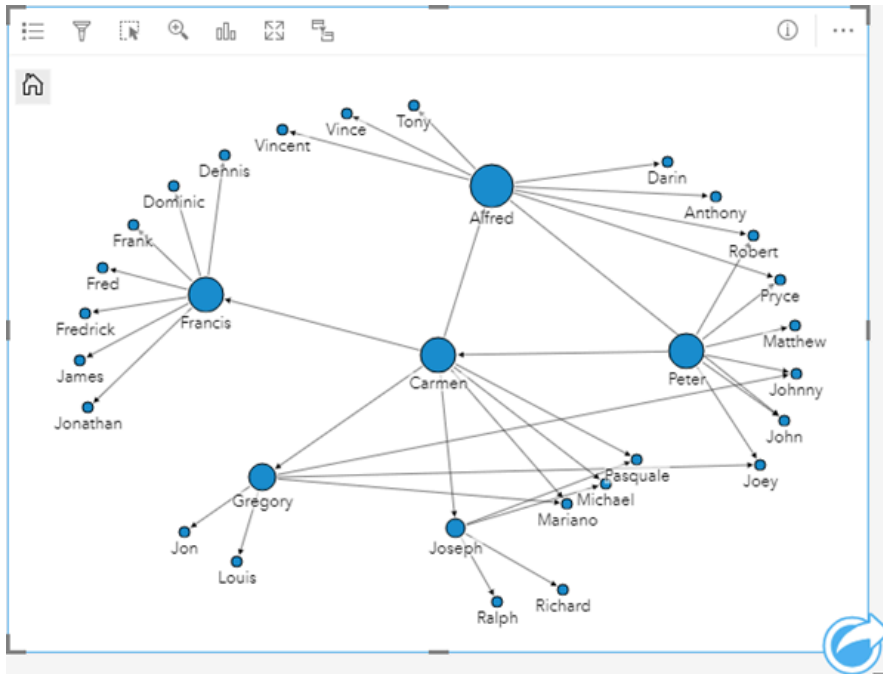 Tony
Vince
Vincent
Dennis
Darin
Dominic
Anthony
Alfred
Frank
Robert
Fred
Pryce
Francis
Fredrick
Matthew
James
Carmen
Peter
Johnny
Jonathan
John
Pasquale
Joey
Gregory
Michael
Mariano
Jon
Joseph
Louis
Richard
Ralph